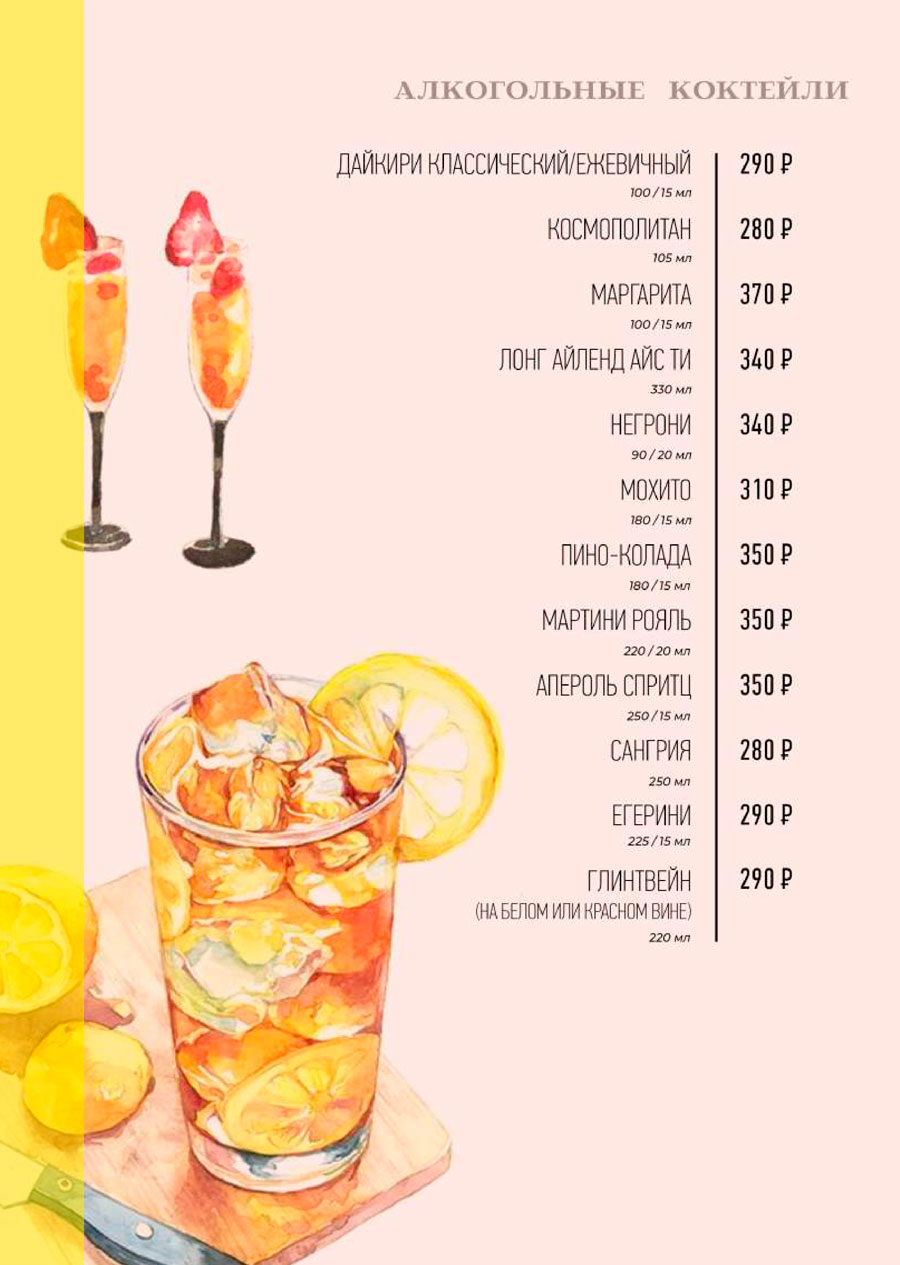 АЛКОГОЛЬНЫЕ КОКТЕЙЛИ
ДАЙКИРИ КЛАССИЧЕСКИЙ/ЕЖЕВИЧНЫЙ 290 ₽
100 / 15 мл
КОСМОПОЛИТАН 280 ₽
105 мл
МАРГАРИТА 370 ₽
100 / 15 мл
ЛОНГ АЙЛЕНД АЙС ТИ 340 ₽
330 мл
НЕГРОНИ 340 ₽
90 / 20 мл
МОХИТО 310 ₽
180 / 15 мл
ПИНО-КОЛАДА 350 ₽
180 / 15 мл
МАРТИНИ РОЯЛЬ 350 ₽
220 / 20 мл
АПЕРОЛЬ СПРИТЦ 350 ₽
250 / 15 мл
САНГРИЯ 280 ₽
250 мл
ЕГЕРИНИ 290 ₽
225 / 15 мл
ГЛИНТВЕЙН 290 ₽
(НА БЕЛОМ ИЛИ КРАСНОМ ВИНЕ)
220 мл